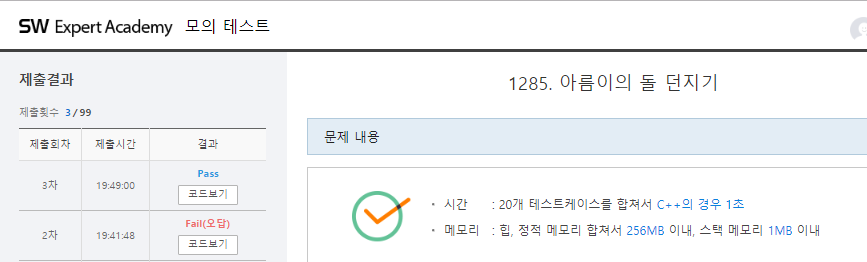 SW Expert Academy 모의 테스트
제출결과
제출횟수 3 / 99
제출회차 제출시간 결과
3차 19:49:00 Pass
코드보기
2차 19:41:48 Fail(오답)
코드보기
1285. 아름이의 돌 던지기
문제 내용
• 시간 : 20개 테스트케이스를 합쳐서 C++의 경우 1초
• 메모리 : 힙, 정적 메모리 합쳐서 256MB 이내, 스택 메모리 1MB 이내